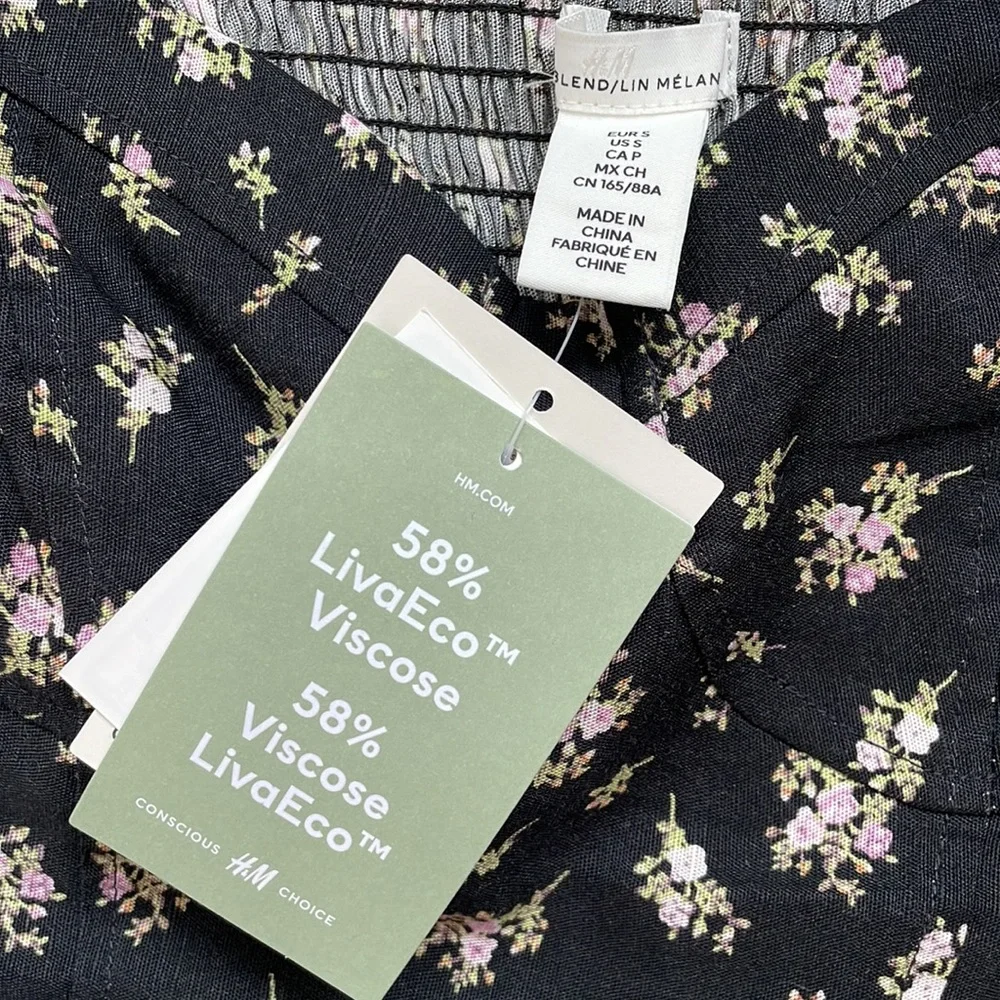 H&M
BLEND/LIN MÉLAN
EUR S
US S
CA P
MX CH
CN 165/88A
MADE IN
CHINA
FABRIQUÉ EN
CHINE
HM.COM
58%
LivaEco™
Viscose
58%
Viscose
LivaEco™
CONSCIOUS H&M CHOICE